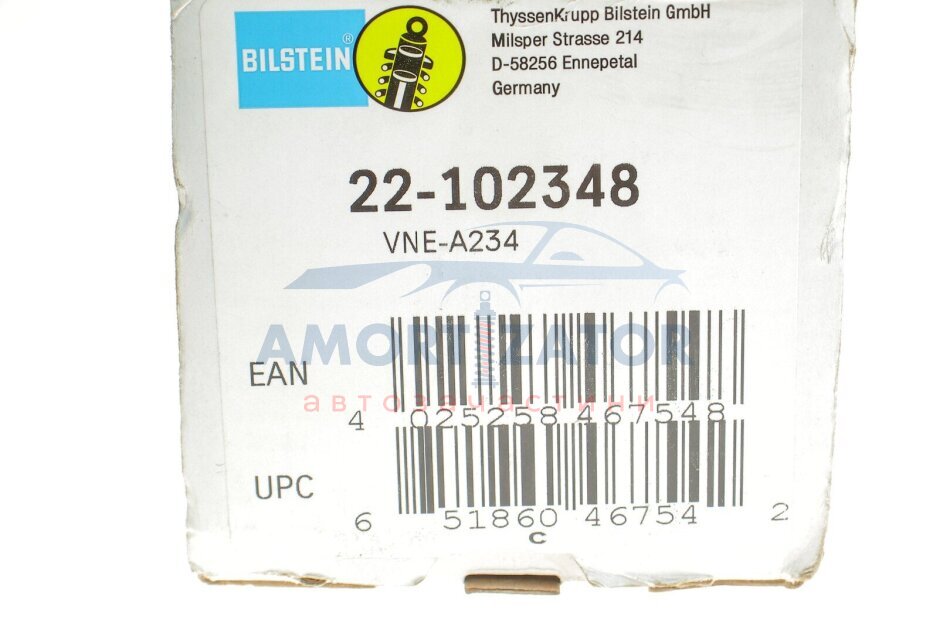 BILSTEIN®
ThyssenKrupp Bilstein GmbH
Milsper Strasse 214
D-58256 Ennepetal
Germany
22-102348
VNE-A234
AMORTIZATOR
автозапчастини
EAN
4 025258 467548
UPC
6 51860 46754 2
C